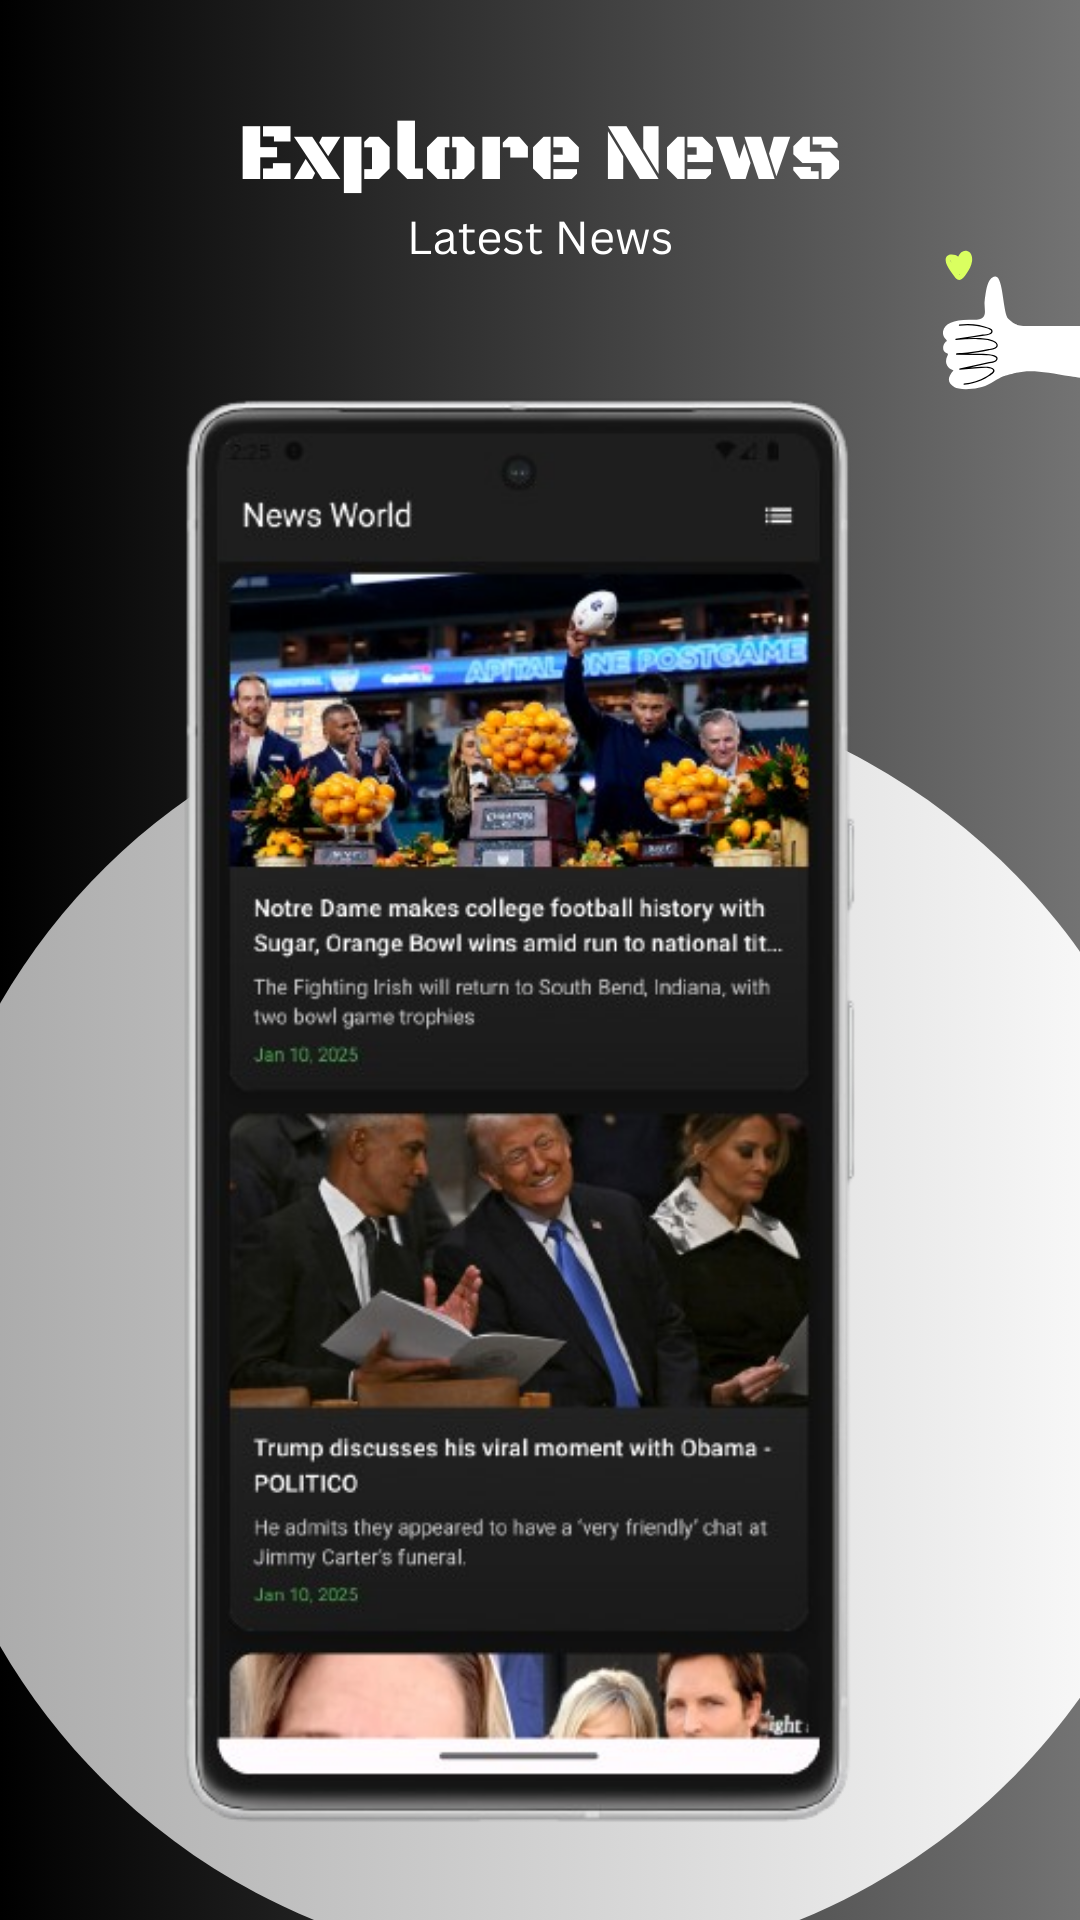 Explore News
Latest News
2:25
News World
APITAL ONE POSTGAME
Notre Dame makes college football history with
Sugar, Orange Bowl wins amid run to national tit...
The Fighting Irish will return to South Bend, Indiana, with
two bowl game trophies
Jan 10, 2025
Trump discusses his viral moment with Obama -
POLITICO
He admits they appeared to have a ‘very friendly’ chat at
Jimmy Carter's funeral.
Jan 10, 2025